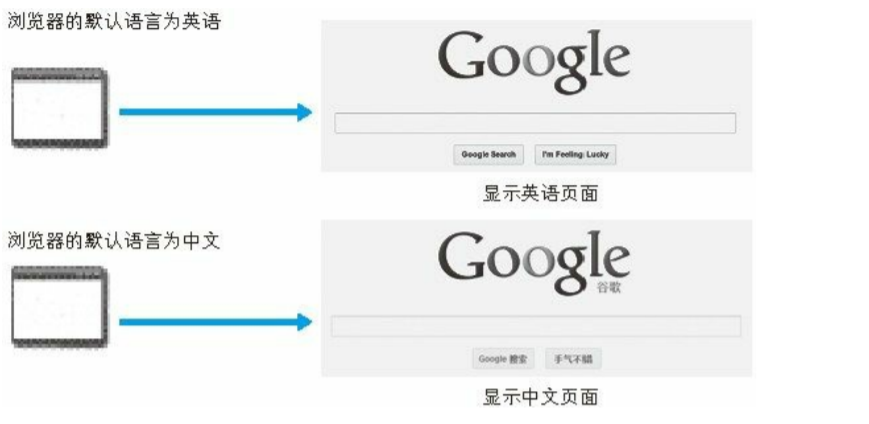 浏览器的默认语言为英语
Google
Google Search
I'm Feeling Lucky
显示英语页面
浏览器的默认语言为中文
Google
谷歌
Google 搜索
手气不错
显示中文页面